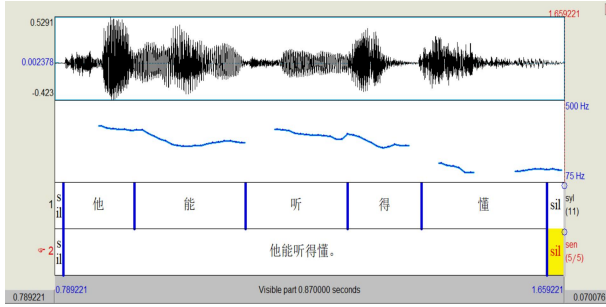 1.659221
0.5291
0.002378
-0.423
500 Hz
75 Hz
1 sil 他 能 听 得 懂 sil syl (11)
2 sil 他能听得懂。 sil sen (5/5)
0.789221 Visible part 0.870000 seconds 1.659221
0.789221 0.070076